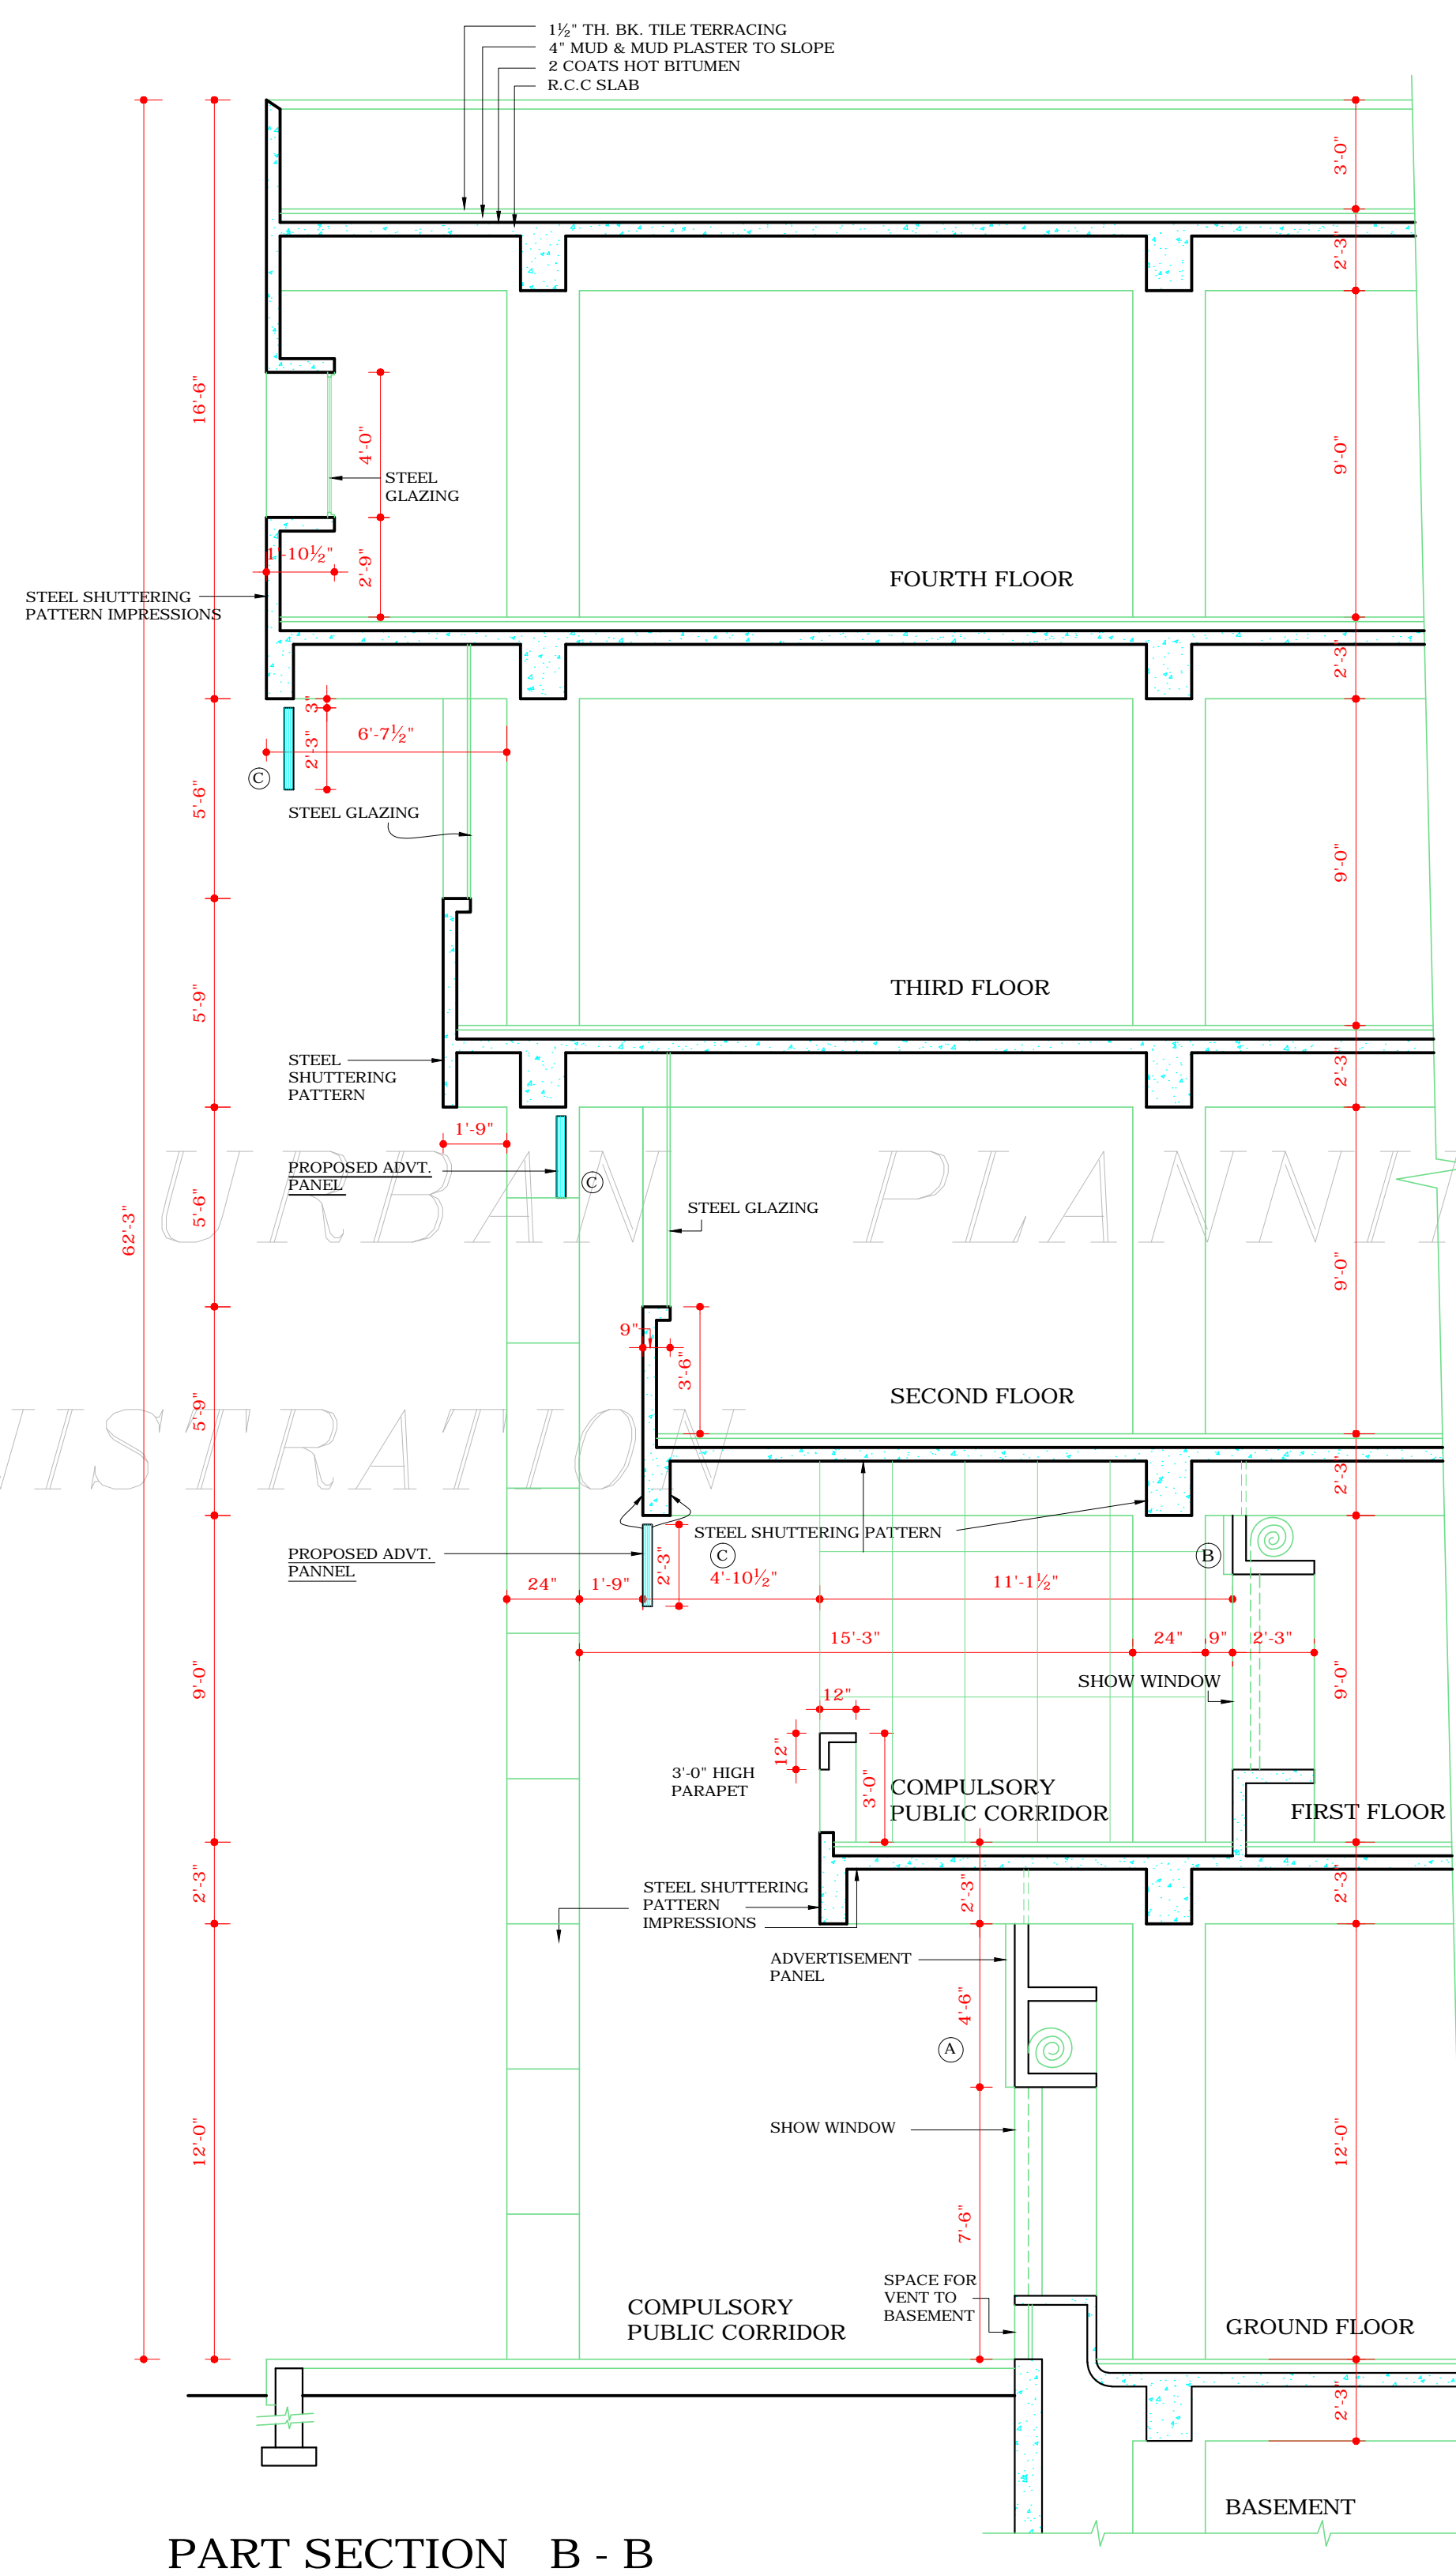 1½" TH. BK. TILE TERRACING
4" MUD & MUD PLASTER TO SLOPE
2 COATS HOT BITUMEN
R.C.C SLAB
3'-0"
2'-3"
16'-6"
4'-0"
9'-0"
STEEL
GLAZING
1'-10½"
2'-9"
FOURTH FLOOR
STEEL SHUTTERING
PATTERN IMPRESSIONS
2'-3"
3"
6'-7½"
2'-3"
C
5'-6"
STEEL GLAZING
9'-0"
THIRD FLOOR
5'-9"
STEEL
SHUTTERING
PATTERN
2'-3"
1'-9"
PROPOSED ADVT.
PANEL
C
URBAN PLANNI
62'-3"
5'-6"
STEEL GLAZING
9'-0"
9"
3'-6"
SECOND FLOOR
5'-9"
ISTRATION
2'-3"
STEEL SHUTTERING PATTERN
PROPOSED ADVT.
PANNEL
2'-3"
C
B
24"
1'-9"
4'-10½"
11'-1½"
15'-3"
24"
9"
2'-3"
9'-0"
9'-0"
SHOW WINDOW
12"
12"
3'-0" HIGH
PARAPET
3'-0"
COMPULSORY
PUBLIC CORRIDOR
FIRST FLOOR
2'-3"
STEEL SHUTTERING
PATTERN
IMPRESSIONS
2'-3"
2'-3"
ADVERTISEMENT
PANEL
4'-6"
A
12'-0"
SHOW WINDOW
12'-0"
7'-6"
SPACE FOR
VENT TO
BASEMENT
COMPULSORY
PUBLIC CORRIDOR
GROUND FLOOR
2'-3"
BASEMENT
PART SECTION B - B